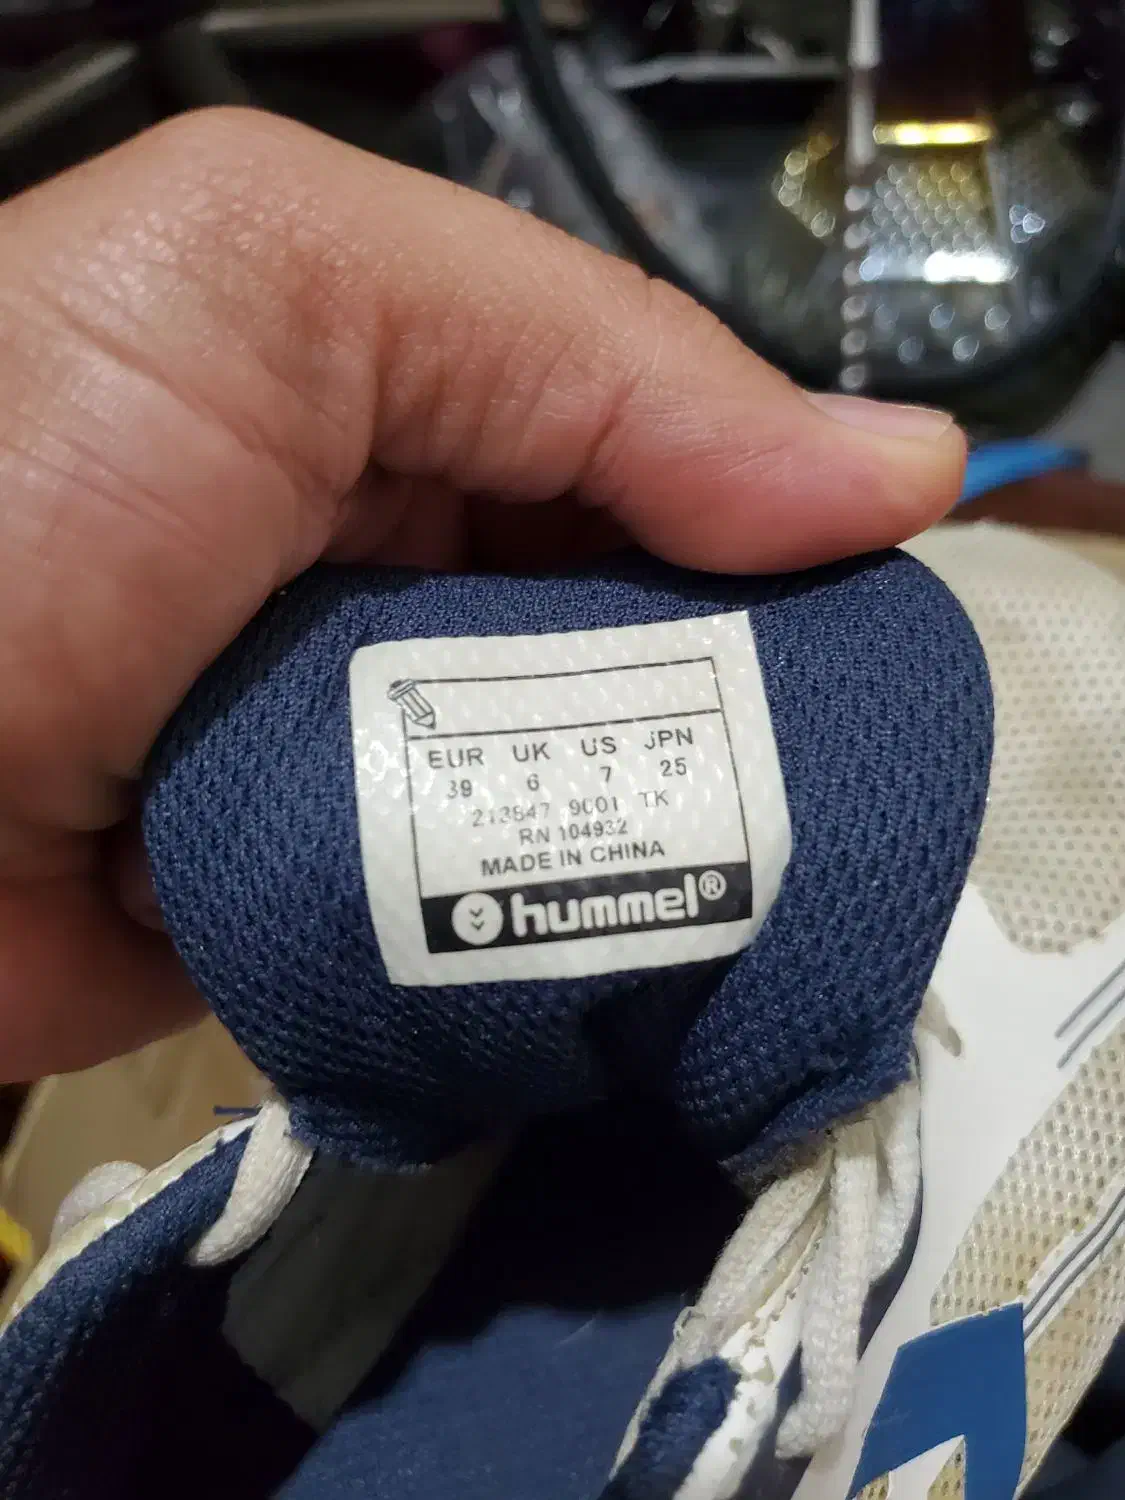 EUR UK US JPN
39 6 7 25
213847 9001 TK
RN 104932
MADE IN CHINA
hummel®